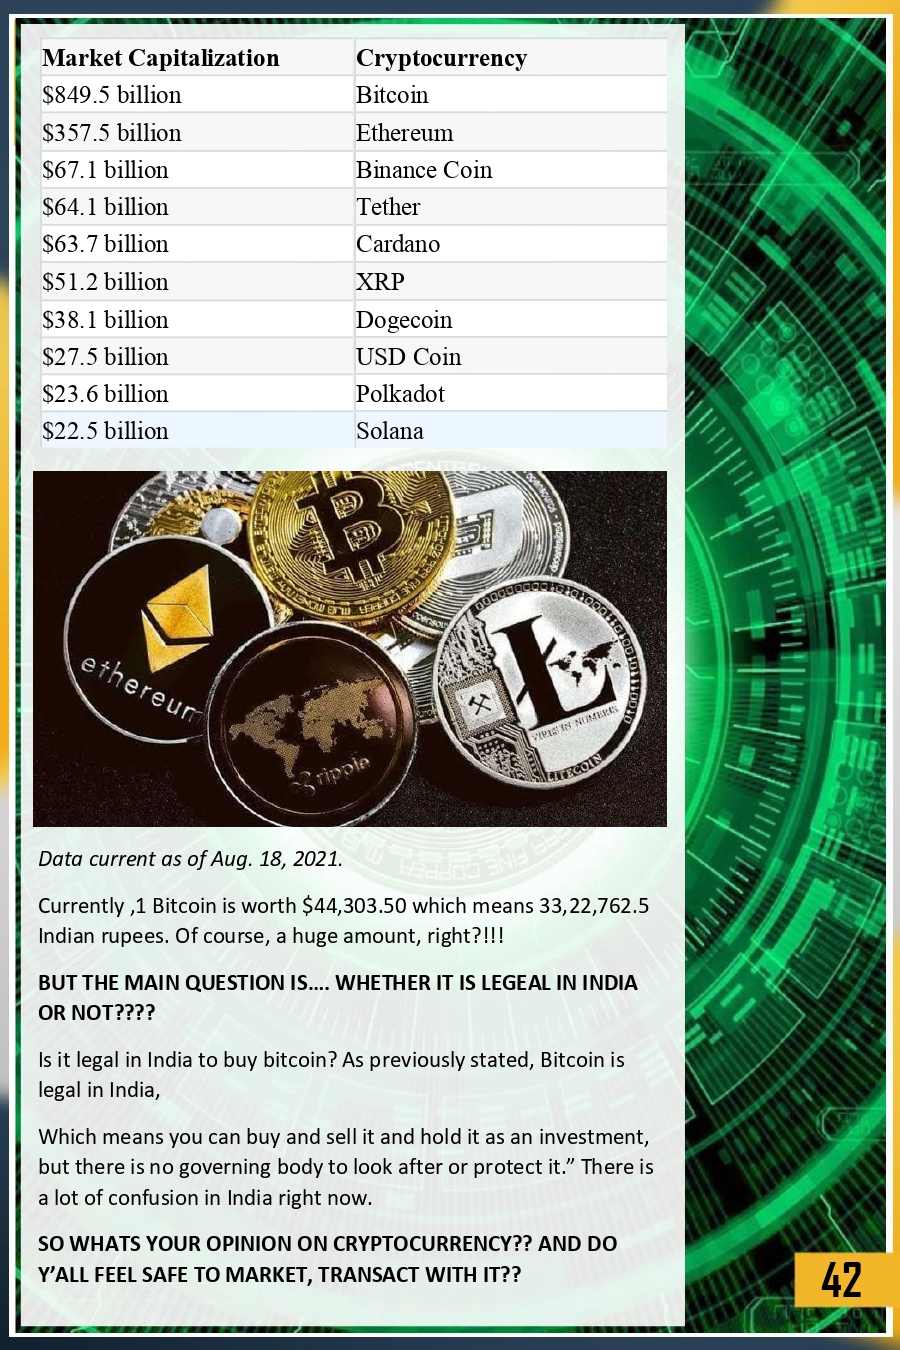 Market Capitalization Cryptocurrency
$849.5 billion Bitcoin
$357.5 billion Ethereum
$67.1 billion Binance Coin
$64.1 billion Tether
$63.7 billion Cardano
$51.2 billion XRP
$38.1 billion Dogecoin
$27.5 billion USD Coin
$23.6 billion Polkadot
$22.5 billion Solana
ethereum
ripple
VIRES IN NUMERIS
LITECOIN
Data current as of Aug. 18, 2021.
Currently ,1 Bitcoin is worth $44,303.50 which means 33,22,762.5
Indian rupees. Of course, a huge amount, right?!!!
BUT THE MAIN QUESTION IS.... WHETHER IT IS LEGEAL IN INDIA
OR NOT????
Is it legal in India to buy bitcoin? As previously stated, Bitcoin is
legal in India,
Which means you can buy and sell it and hold it as an investment,
but there is no governing body to look after or protect it.” There is
a lot of confusion in India right now.
SO WHATS YOUR OPINION ON CRYPTOCURRENCY?? AND DO
Y’ALL FEEL SAFE TO MARKET, TRANSACT WITH IT??
42